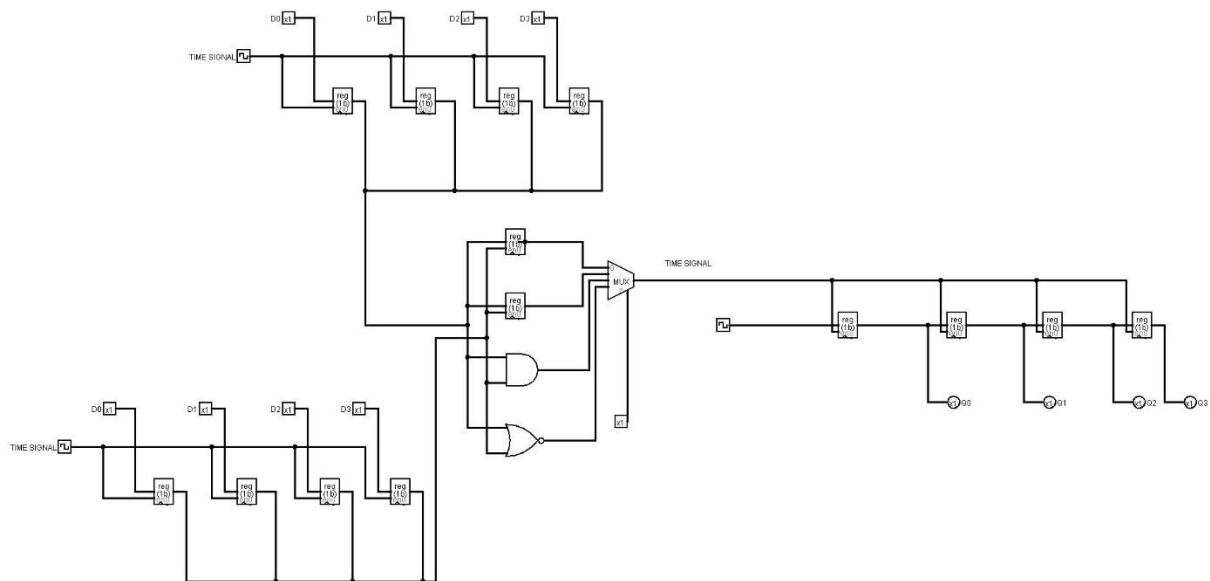 D0 x1 D1 x1 D2 x1 D3 x1
TIME SIGNAL
reg (1b) reg (1b) reg (1b) reg (1b)
reg (1b)
0
MUX
TIME SIGNAL
reg (1b)
reg (1b) reg (1b) reg (1b) reg (1b)
D0 x1 D1 x1 D2 x1 D3 x1
x1 Q0 x1 Q1 x1 Q2 x1 Q3
x1
TIME SIGNAL
reg (1b) reg (1b) reg (1b) reg (1b)